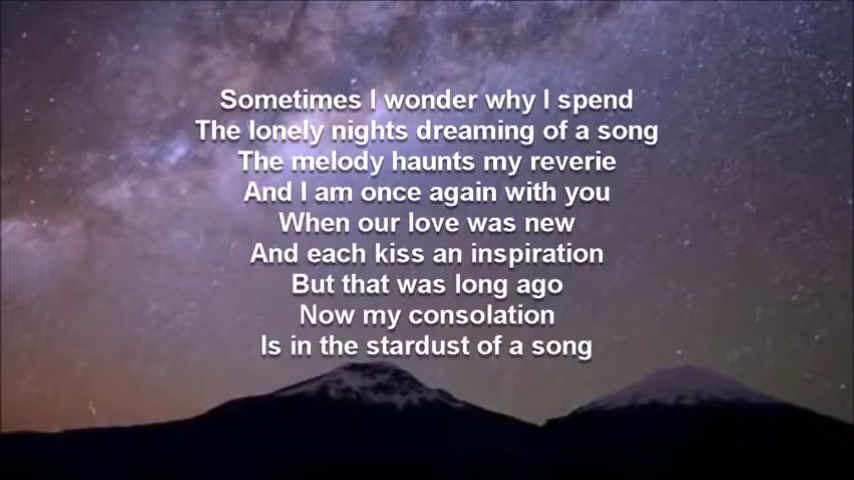 Sometimes I wonder why I spend
The lonely nights dreaming of a song
The melody haunts my reverie
And I am once again with you
When our love was new
And each kiss an inspiration
But that was long ago
Now my consolation
Is in the stardust of a song